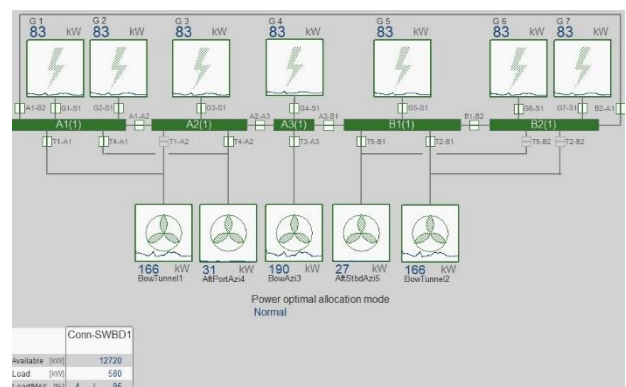 G 1 G 2 G 3 G 4 G 5 G 6 G 7
83 kW 83 kW 83 kW 83 kW 83 kW 83 kW 83 kW
A1-B2 G1-S1 G2-S1 G3-S1 G4-S1 G5-S1 G6-S1 G7-S1 B2-A1
A1-A2 A2-A3 A3-B1 B1-B2
A1(1) A2(1) A3(1) B1(1) B2(1)
T1-A1 T4-A1 T1-A2 T4-A2 T3-A3 T5-B1 T2-B1 T5-B2 T2-B2
166 kW 31 kW 190 kW 27 kW 166 kW
BowTunnel1 AftPortAzi4 BowAzi3 AftStbdAzi5 BowTunnel2
Power optimal allocation mode
Normal
Conn-SWBD1
Available [kW] 12720
Load [kW] 580
Load/MAX [%] 4 / 95